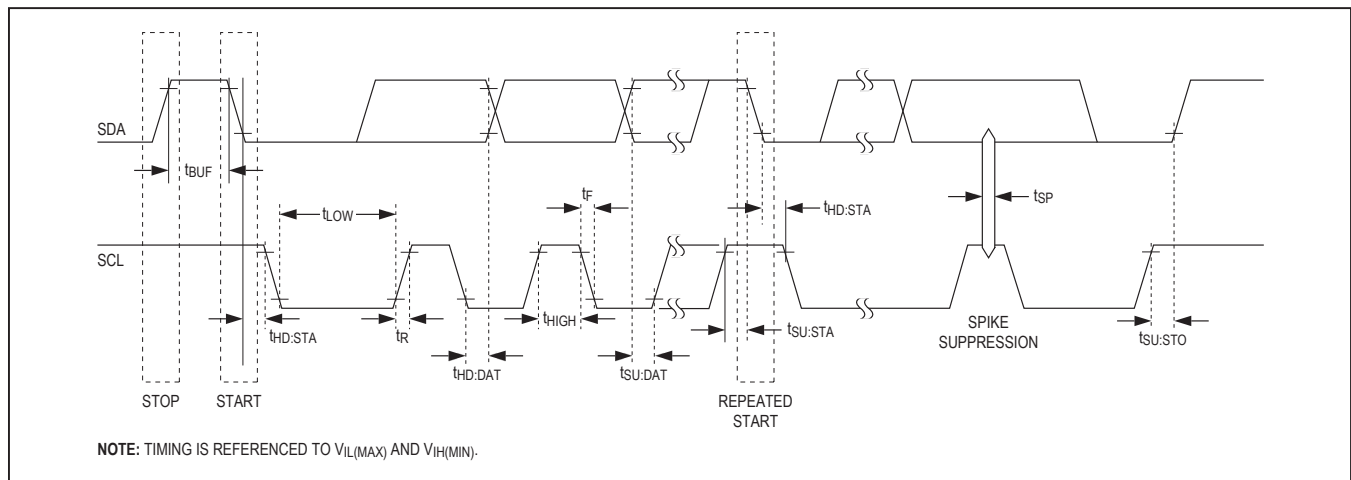 SDA
tBUF
tF
tLOW
tHD:STA
tSP
SCL
tHD:STA
tR
tHIGH
tHD:DAT
tSU:DAT
tSU:STA
SPIKE
SUPPRESSION
tSU:STO
STOP
START
REPEATED
START
NOTE: TIMING IS REFERENCED TO VIL(MAX) AND VIH(MIN).